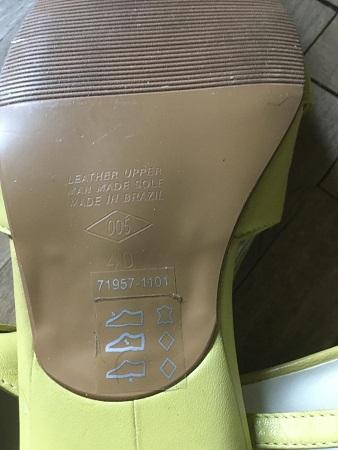 LEATHER UPPER
MAN MADE SOLE
MADE IN BRAZIL
005
40
71957-1101